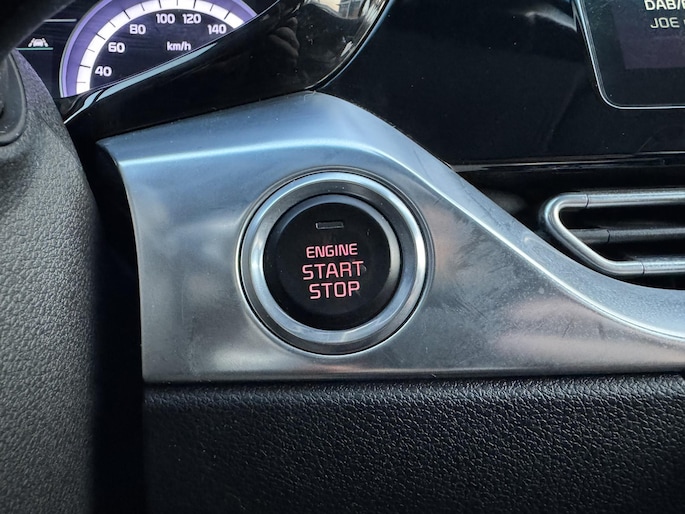 100 120
80 140
60
40
km/h
DAB/
JOE
ENGINE
START
STOP